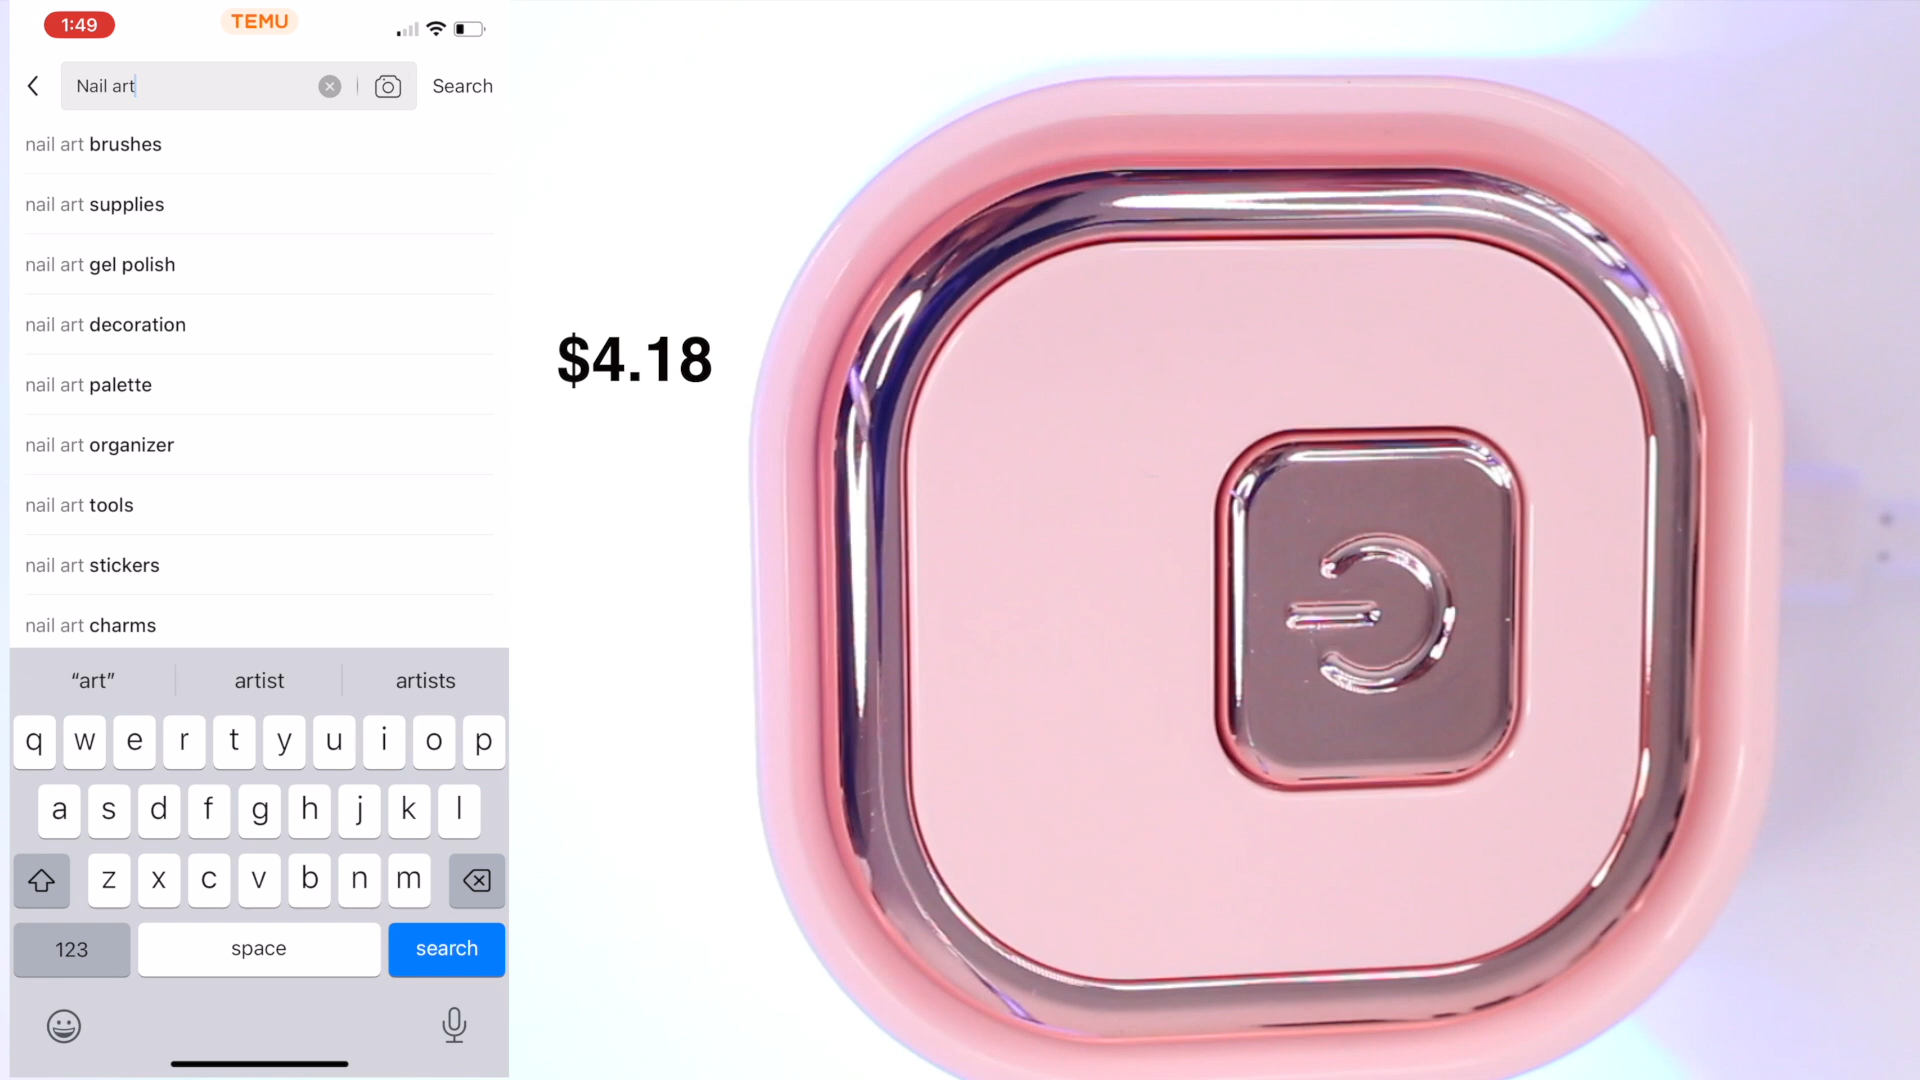 1:49
TEMU
Nail art
Search
nail art brushes
nail art supplies
nail art gel polish
nail art decoration
nail art palette
nail art organizer
nail art tools
nail art stickers
nail art charms
“art” artist artists
q w e r t y u i o p
a s d f g h j k l
z x c v b n m
123 space search
$4.18